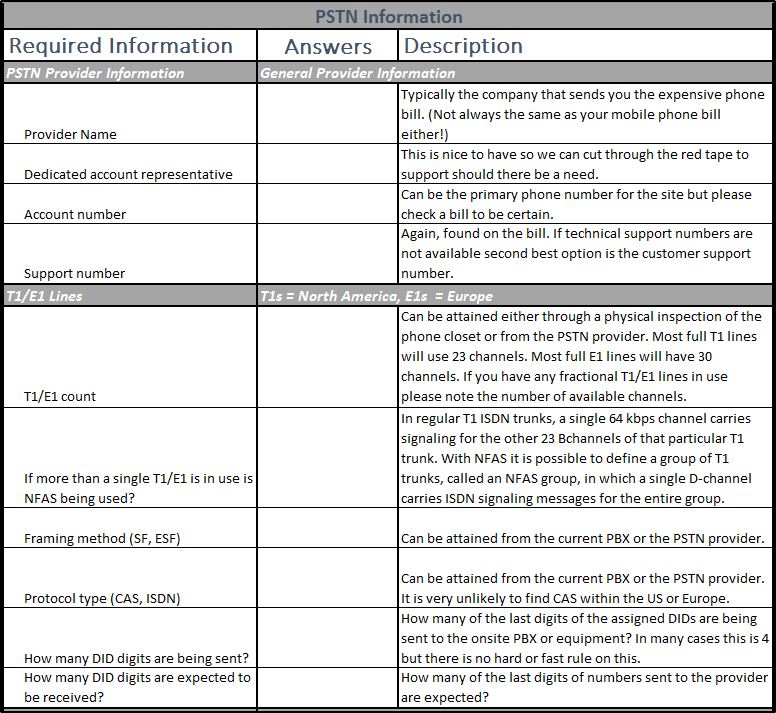 PSTN Information
Required Information Answers Description
PSTN Provider Information General Provider Information
Typically the company that sends you the expensive phone
bill. (Not always the same as your mobile phone bill
Provider Name either!)
This is nice to have so we can cut through the red tape to
Dedicated account representative support should there be a need.
Can be the primary phone number for the site but please
Account number check a bill to be certain.
Again, found on the bill. If technical support numbers are
not available second best option is the customer support
Support number number.
T1/E1 Lines T1s = North America, E1s = Europe
Can be attained either through a physical inspection of the
phone closet or from the PSTN provider. Most full T1 lines
will use 23 channels. Most full E1 lines will have 30
channels. If you have any fractional T1/E1 lines in use
T1/E1 count please note the number of available channels.
In regular T1 ISDN trunks, a single 64 kbps channel carries
signaling for the other 23 Bchannels of that particular T1
trunk. With NFAS it is possible to define a group of T1
If more than a single T1/E1 is in use is trunks, called an NFAS group, in which a single D-channel
NFAS being used? carries ISDN signaling messages for the entire group.
Framing method (SF, ESF) Can be attained from the current PBX or the PSTN provider.
Can be attained from the current PBX or the PSTN provider.
Protocol type (CAS, ISDN) It is very unlikely to find CAS within the US or Europe.
How many of the last digits of the assigned DIDs are being
sent to the onsite PBX or equipment? In many cases this is 4
How many DID digits are being sent? but there is no hard or fast rule on this.
How many DID digits are expected to How many of the last digits of numbers sent to the provider
be received? are expected?